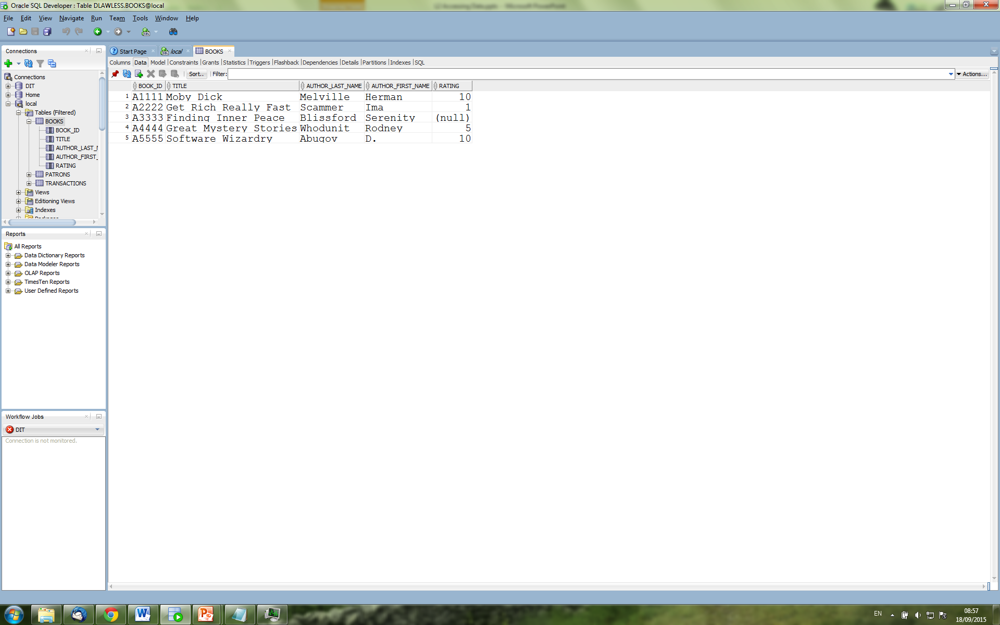 Oracle SQL Developer : Table DLAWLESS.BOOKS@local
File Edit View Navigate Run Team Tools Window Help
Connections
Connections
DIT
Home
local
Tables (Filtered)
BOOKS
BOOK_ID
TITLE
AUTHOR_LAST_
AUTHOR_FIRST_
RATING
PATRONS
TRANSACTIONS
Views
Editioning Views
Indexes
Reports
All Reports
Data Dictionary Reports
Data Modeler Reports
OLAP Reports
TimesTen Reports
User Defined Reports
Workflow Jobs
DIT
Connection is not monitored.
Start Page local BOOKS
Columns Data Model Constraints Grants Statistics Triggers Flashback Dependencies Details Partitions Indexes SQL
Sort.. Filter: Actions...
BOOK_ID TITLE AUTHOR_LAST_NAME AUTHOR_FIRST_NAME RATING
1 A1111 Moby Dick Melville Herman 10
2 A2222 Get Rich Really Fast Scammer Ima 1
3 A3333 Finding Inner Peace Blissford Serenity (null)
4 A4444 Great Mystery Stories Whodunit Rodney 5
5 A5555 Software Wizardry Abugov D. 10
EN
08:57
18/09/2015